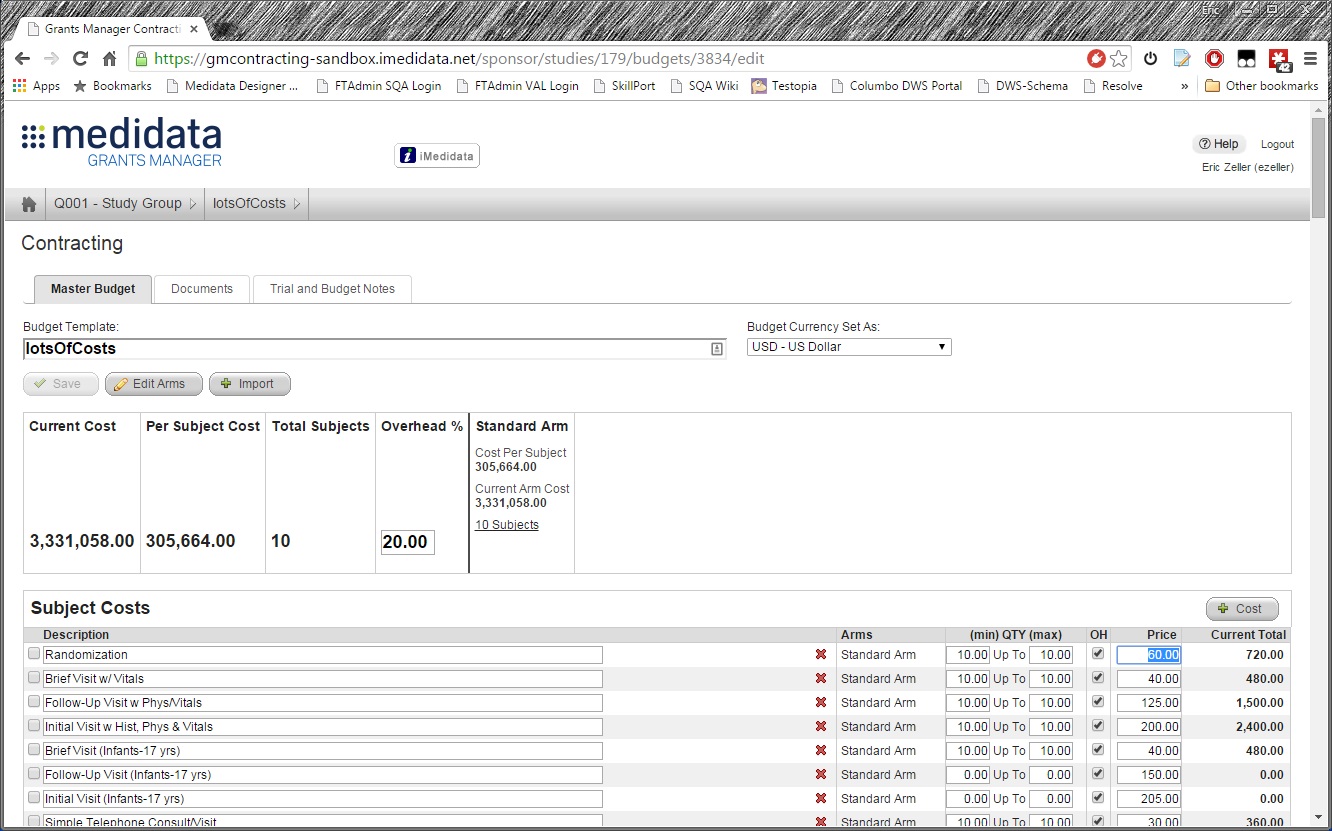 Eric
Grants Manager Contracti
https://gmcontracting-sandbox.imedidata.net/sponsor/studies/179/budgets/3834/edit
42
Apps Bookmarks Medidata Designer ... FTAdmin SQA Login FTAdmin VAL Login SkillPort SQA Wiki Testopia Columbo DWS Portal DWS-Schema Resolve » Other bookmarks
medidata
GRANTS MANAGER
i iMedidata
? Help Logout
Eric Zeller (ezeller)
Q001 - Study Group lotsOfCosts
Contracting
Master Budget Documents Trial and Budget Notes
Budget Template: Budget Currency Set As:
lotsOfCosts USD - US Dollar
Save Edit Arms Import
Current Cost Per Subject Cost Total Subjects Overhead % Standard Arm
Cost Per Subject
305,664.00
Current Arm Cost
3,331,058.00
10 Subjects
3,331,058.00 305,664.00 10 20.00
Subject Costs Cost
Description Arms (min) QTY (max) OH Price Current Total
Randomization Standard Arm 10.00 Up To 10.00 60.00 720.00
Brief Visit w/ Vitals Standard Arm 10.00 Up To 10.00 40.00 480.00
Follow-Up Visit w Phys/Vitals Standard Arm 10.00 Up To 10.00 125.00 1,500.00
Initial Visit w Hist, Phys & Vitals Standard Arm 10.00 Up To 10.00 200.00 2,400.00
Brief Visit (Infants-17 yrs) Standard Arm 10.00 Up To 10.00 40.00 480.00
Follow-Up Visit (Infants-17 yrs) Standard Arm 0.00 Up To 0.00 150.00 0.00
Initial Visit (Infants-17 yrs) Standard Arm 0.00 Up To 0.00 205.00 0.00
Simple Telephone Consult/Visit Standard Arm 10.00 Up To 10.00 30.00 360.00